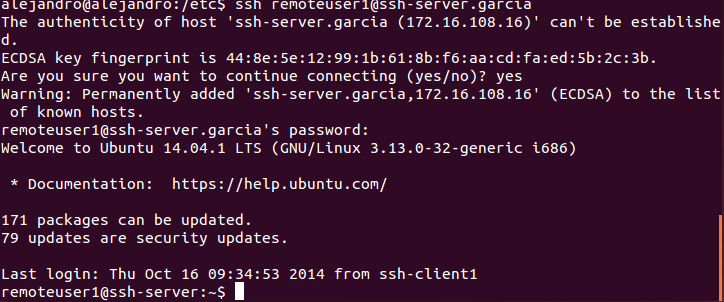 alejandro@alejandro:/etc$ ssh remoteuser1@ssh-server.garcia
The authenticity of host 'ssh-server.garcia (172.16.108.16)' can't be establishe
d.
ECDSA key fingerprint is 44:8e:5e:12:99:1b:61:8b:f6:aa:cd:fa:ed:5b:2c:3b.
Are you sure you want to continue connecting (yes/no)? yes
Warning: Permanently added 'ssh-server.garcia,172.16.108.16' (ECDSA) to the list
 of known hosts.
remoteuser1@ssh-server.garcia's password:
Welcome to Ubuntu 14.04.1 LTS (GNU/Linux 3.13.0-32-generic i686)

 * Documentation:  https://help.ubuntu.com/

171 packages can be updated.
79 updates are security updates.

Last login: Thu Oct 16 09:34:53 2014 from ssh-client1
remoteuser1@ssh-server:~$